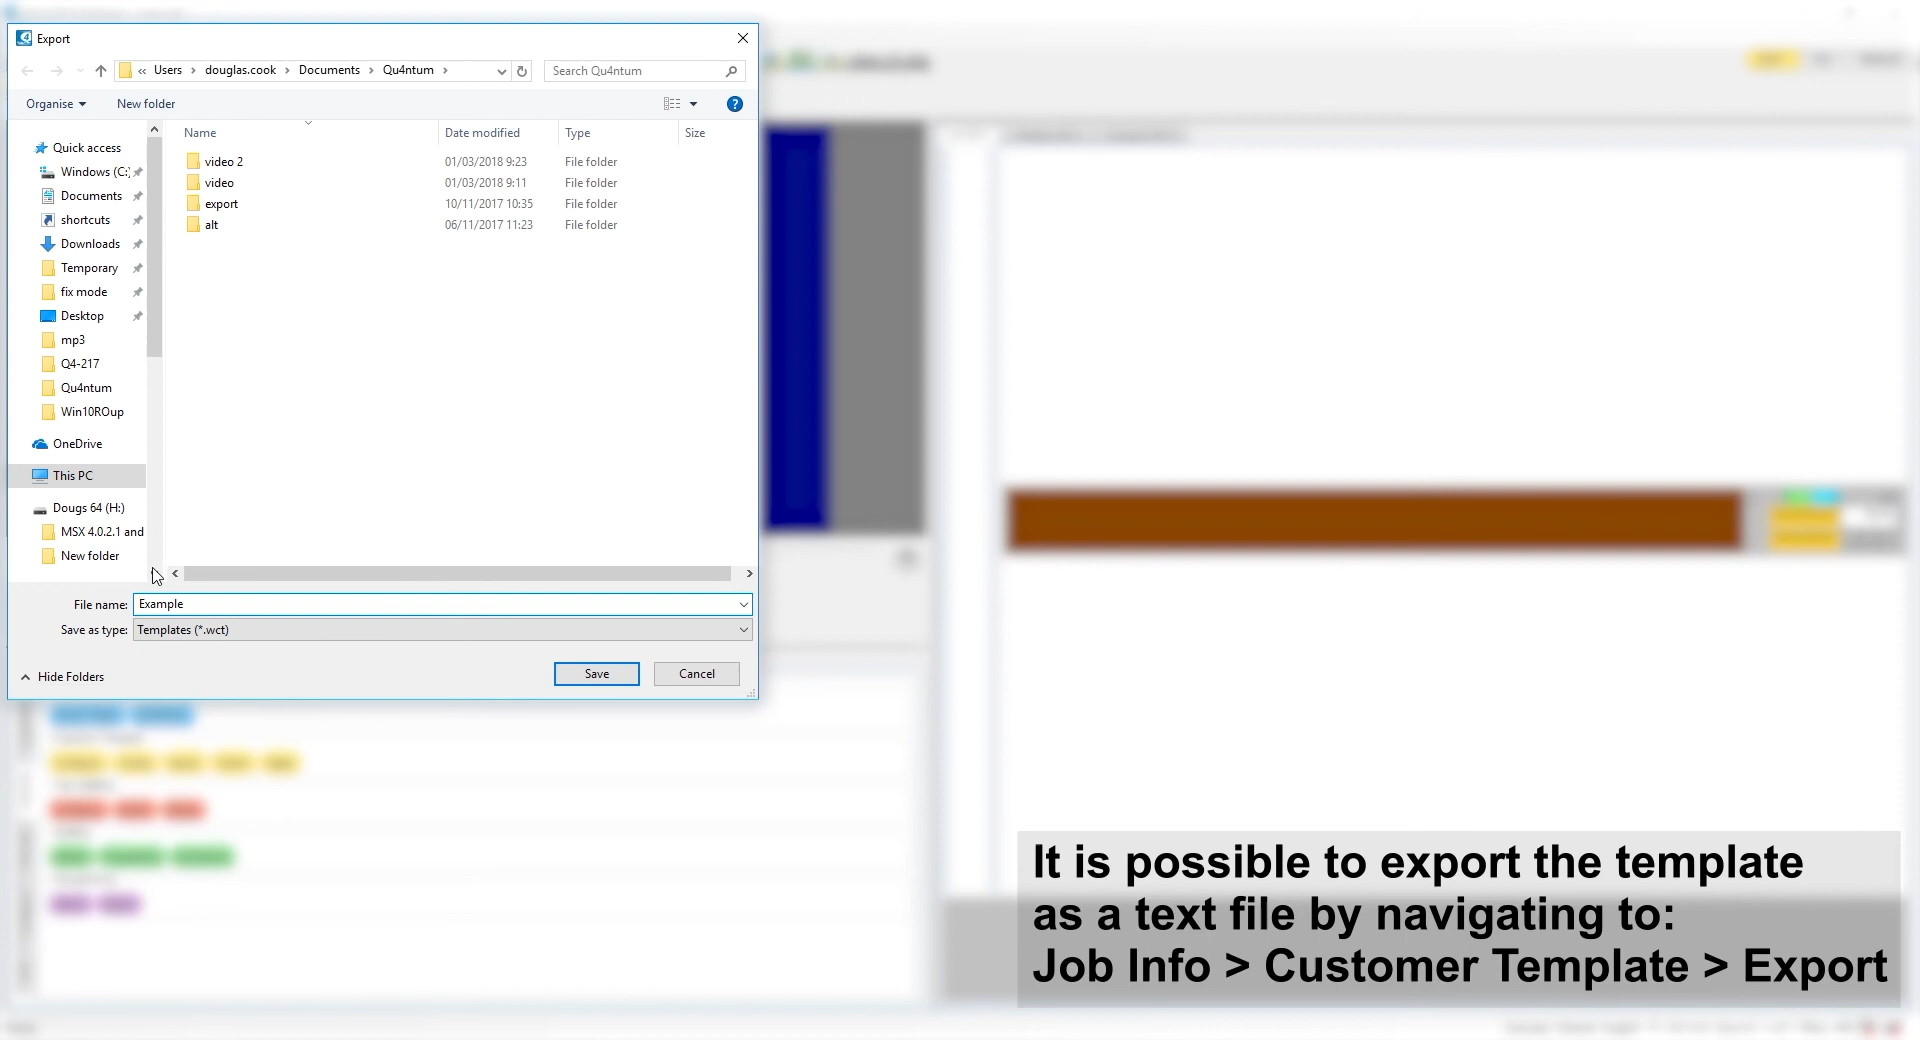 Export
« Users > douglas.cook > Documents > Qu4ntum >
Search Qu4ntum
Organise
New folder
Name Date modified Type Size
Quick access
Windows (C:)
Documents
shortcuts
Downloads
Temporary
fix mode
Desktop
mp3
Q4-217
Qu4ntum
Win10ROup
OneDrive
This PC
Dougs 64 (H:)
MSX 4.0.2.1 and
New folder
video 2 01/03/2018 9:23 File folder
video 01/03/2018 9:11 File folder
export 10/11/2017 10:35 File folder
alt 06/11/2017 11:23 File folder
File name: Example
Save as type: Templates (*.wct)
Hide Folders
Save
Cancel
It is possible to export the template
as a text file by navigating to:
Job Info > Customer Template > Export